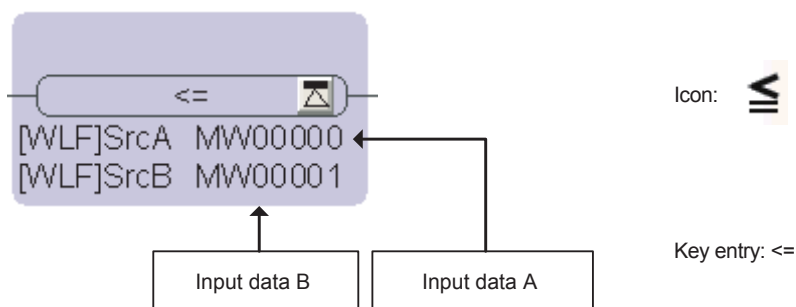 <=
Icon: ≦
[WLF]SrcA MW00000
[WLF]SrcB MW00001
Key entry: <=
Input data B
Input data A